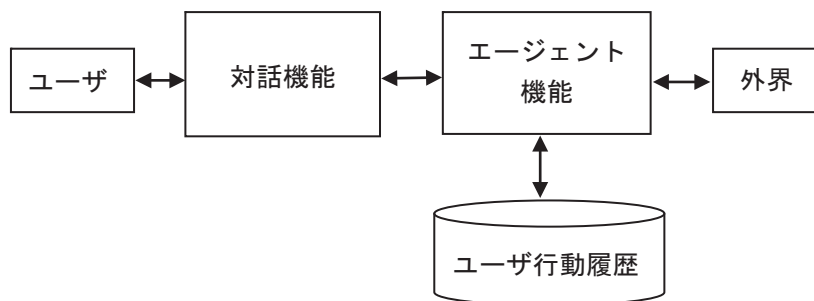 ユーザ
対話機能
エージェント
機能
外界
ユーザ行動履歴